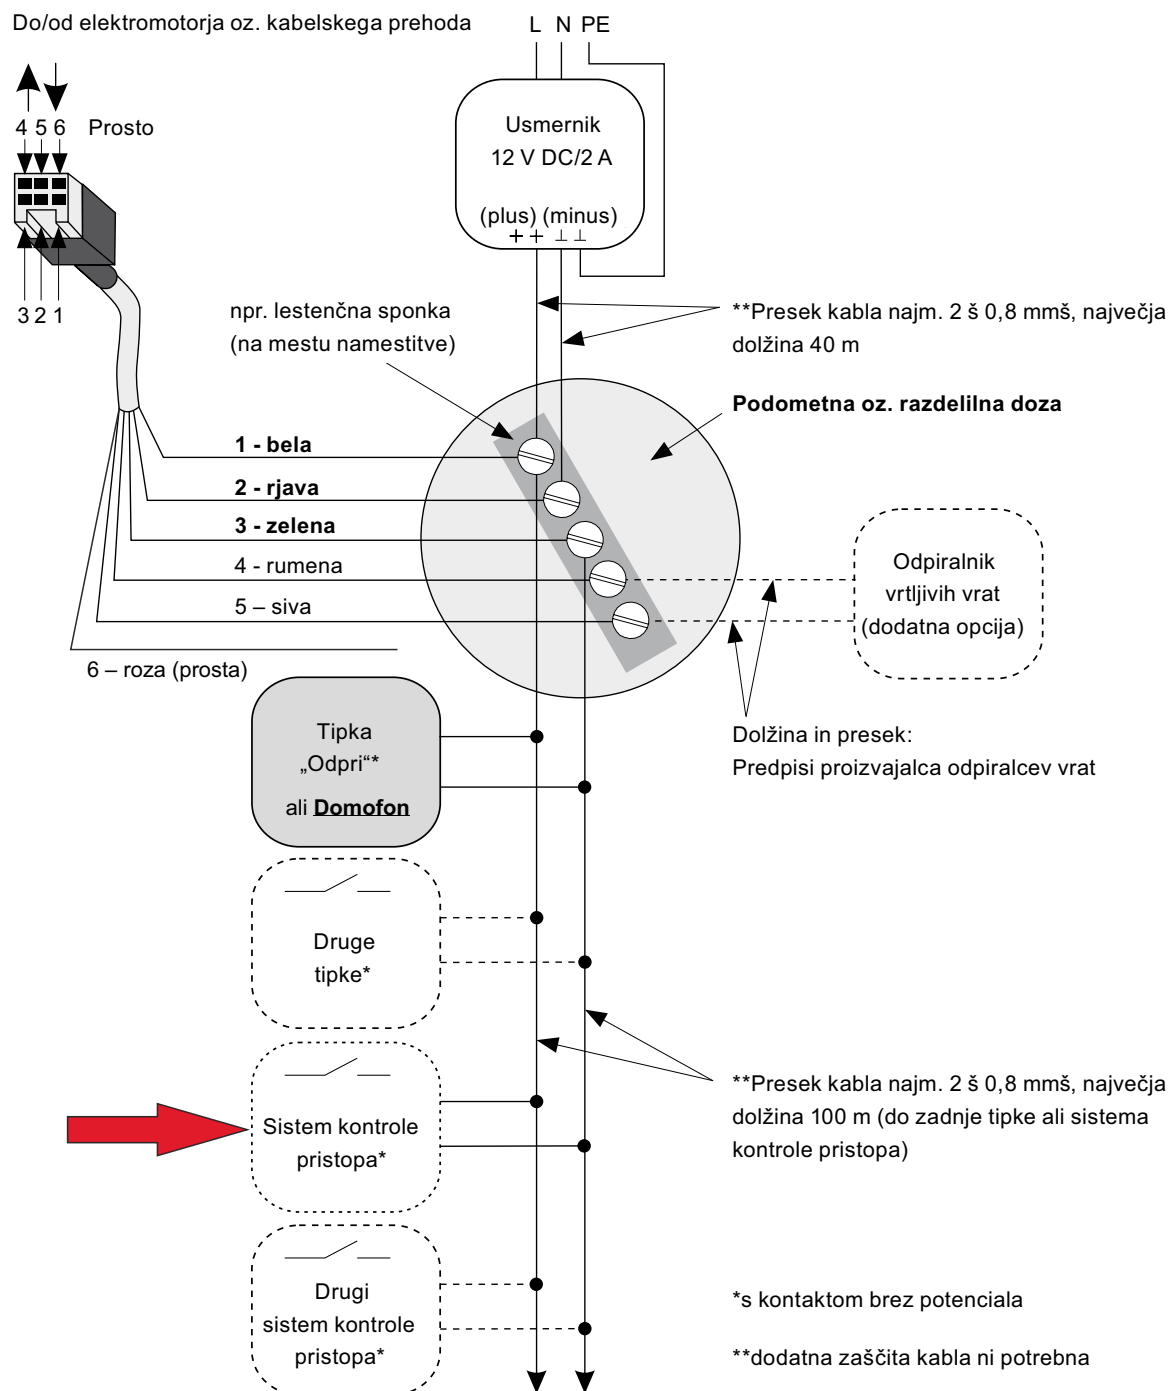 Do/od elektromotorja oz. kabelskega prehoda
L N PE
4 5 6 Prosto
3 2 1
Usmernik
12 V DC/2 A
(plus) (minus)
+ + ⊥ ⊥
npr. lestenčna sponka
(na mestu namestitve)
**Presek kabla najm. 2 š 0,8 mmš, največja
dolžina 40 m
Podometna oz. razdelilna doza
1 - bela
2 - rjava
3 - zelena
4 - rumena
5 – siva
6 – roza (prosta)
Odpiralnik
vrtljivih vrat
(dodatna opcija)
Dolžina in presek:
Predpisi proizvajalca odpiralcev vrat
Tipka
„Odpri“*
ali Domofon
Druge
tipke*
Sistem kontrole
pristopa*
**Presek kabla najm. 2 š 0,8 mmš, največja
dolžina 100 m (do zadnje tipke ali sistema
kontrole pristopa)
Drugi
sistem kontrole
pristopa*
*s kontaktom brez potenciala
**dodatna zaščita kabla ni potrebna